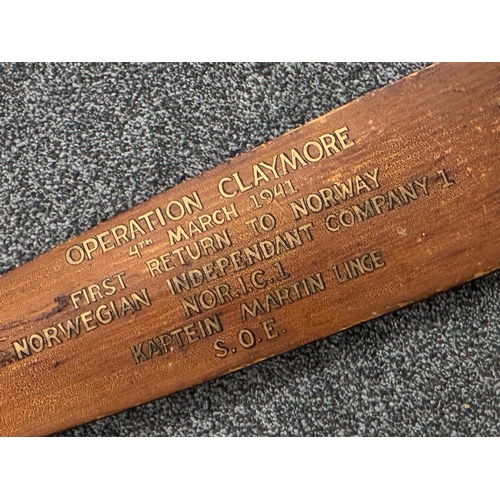 OPERATION CLAYMORE
4TH MARCH 1941
FIRST RETURN TO NORWAY
NORWEGIAN INDEPENDANT COMPANY 1
NOR.I.C.1
KAPTEIN MARTIN LINGE
S.O.E.